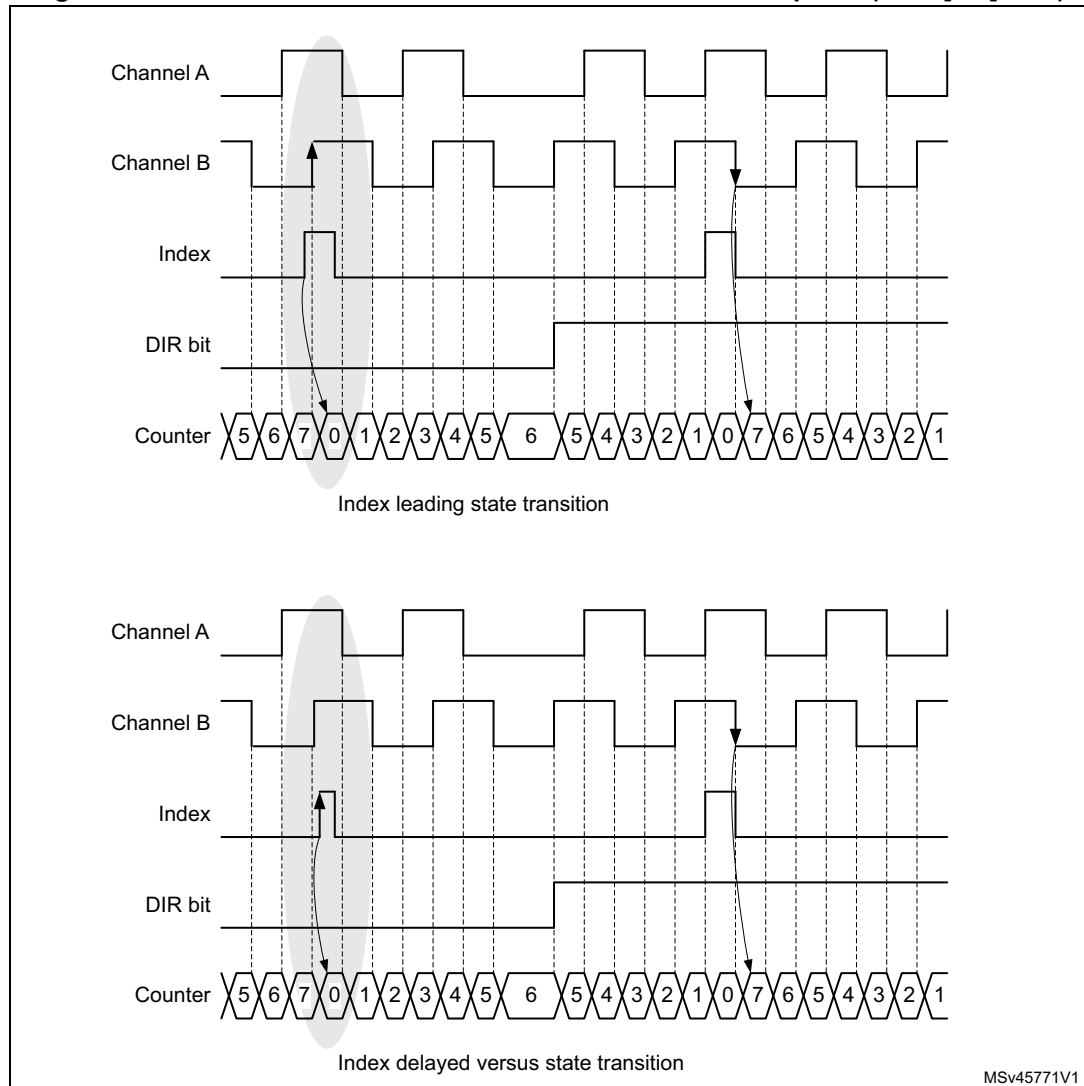 Channel A
Channel B
Index
DIR bit
Counter 5 6 7 0 1 2 3 4 5 6 5 4 3 2 1 0 7 6 5 4 3 2 1
Index leading state transition
Channel A
Channel B
Index
DIR bit
Counter 5 6 7 0 1 2 3 4 5 6 5 4 3 2 1 0 7 6 5 4 3 2 1
Index delayed versus state transition
MSv45771V1